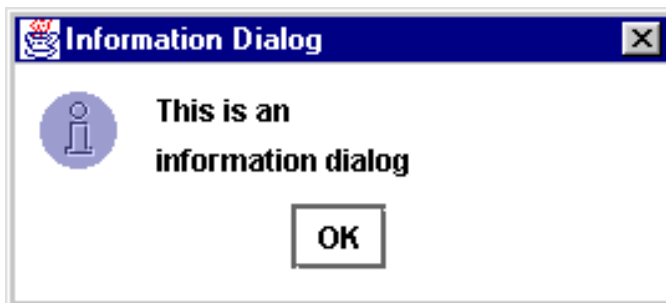 Information Dialog
This is an
information dialog
OK